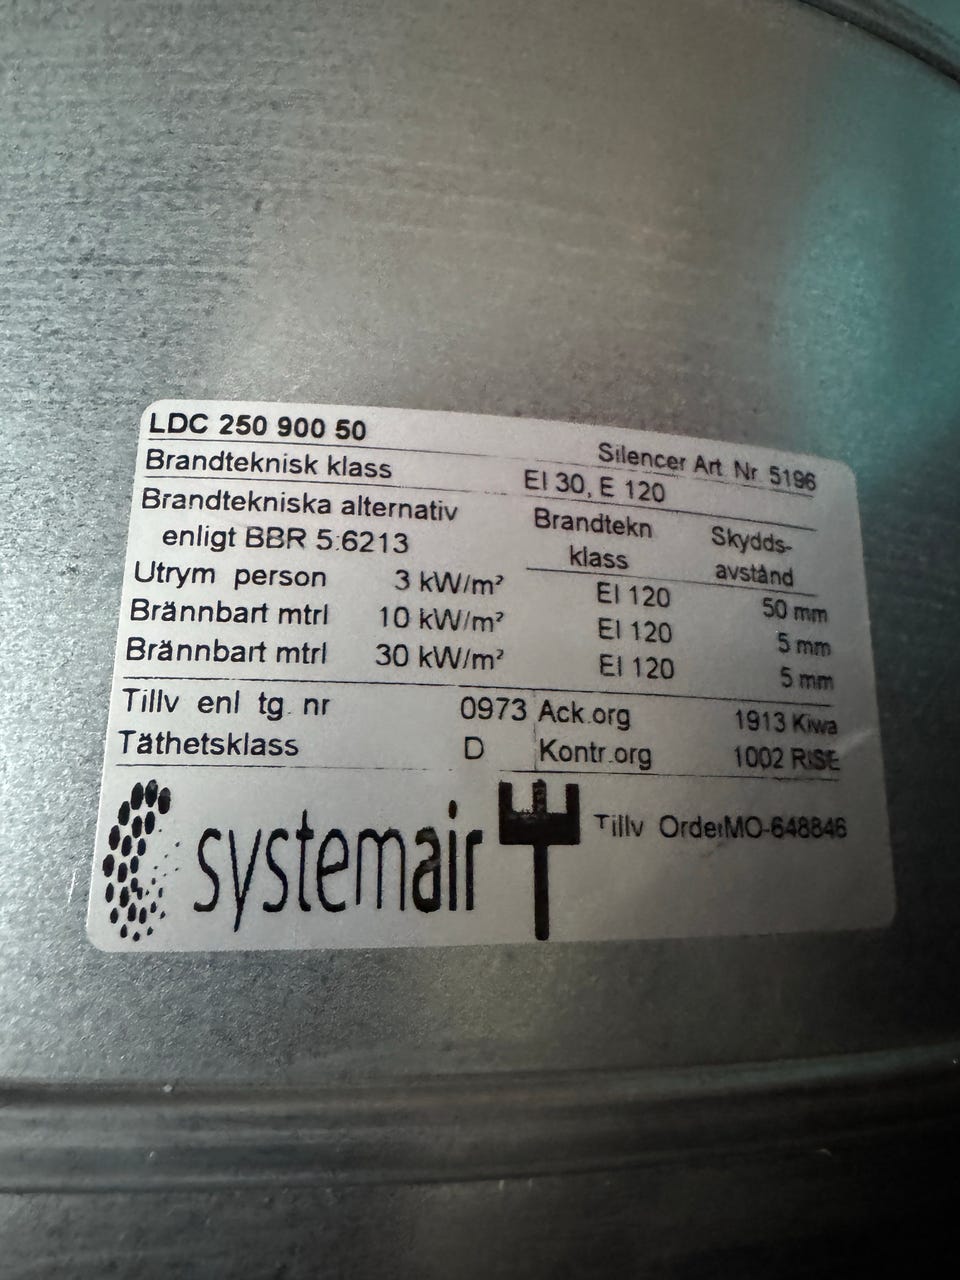 LDC 250 900 50 Silencer Art. Nr. 5196
Brandteknisk klass EI 30, E 120
Brandtekniska alternativ Brandtekn Skydds-
enligt BBR 5:6213 klass avstånd
Utrym person 3 kW/m² EI 120 50 mm
Brännbart mtrl 10 kW/m² EI 120 5 mm
Brännbart mtrl 30 kW/m² EI 120 5 mm
Tillv enl tg. nr 0973 Ack.org 1913 Kiwa
Täthetsklass D Kontr.org 1002 RISE
systemair Tillv OrderMO-648846